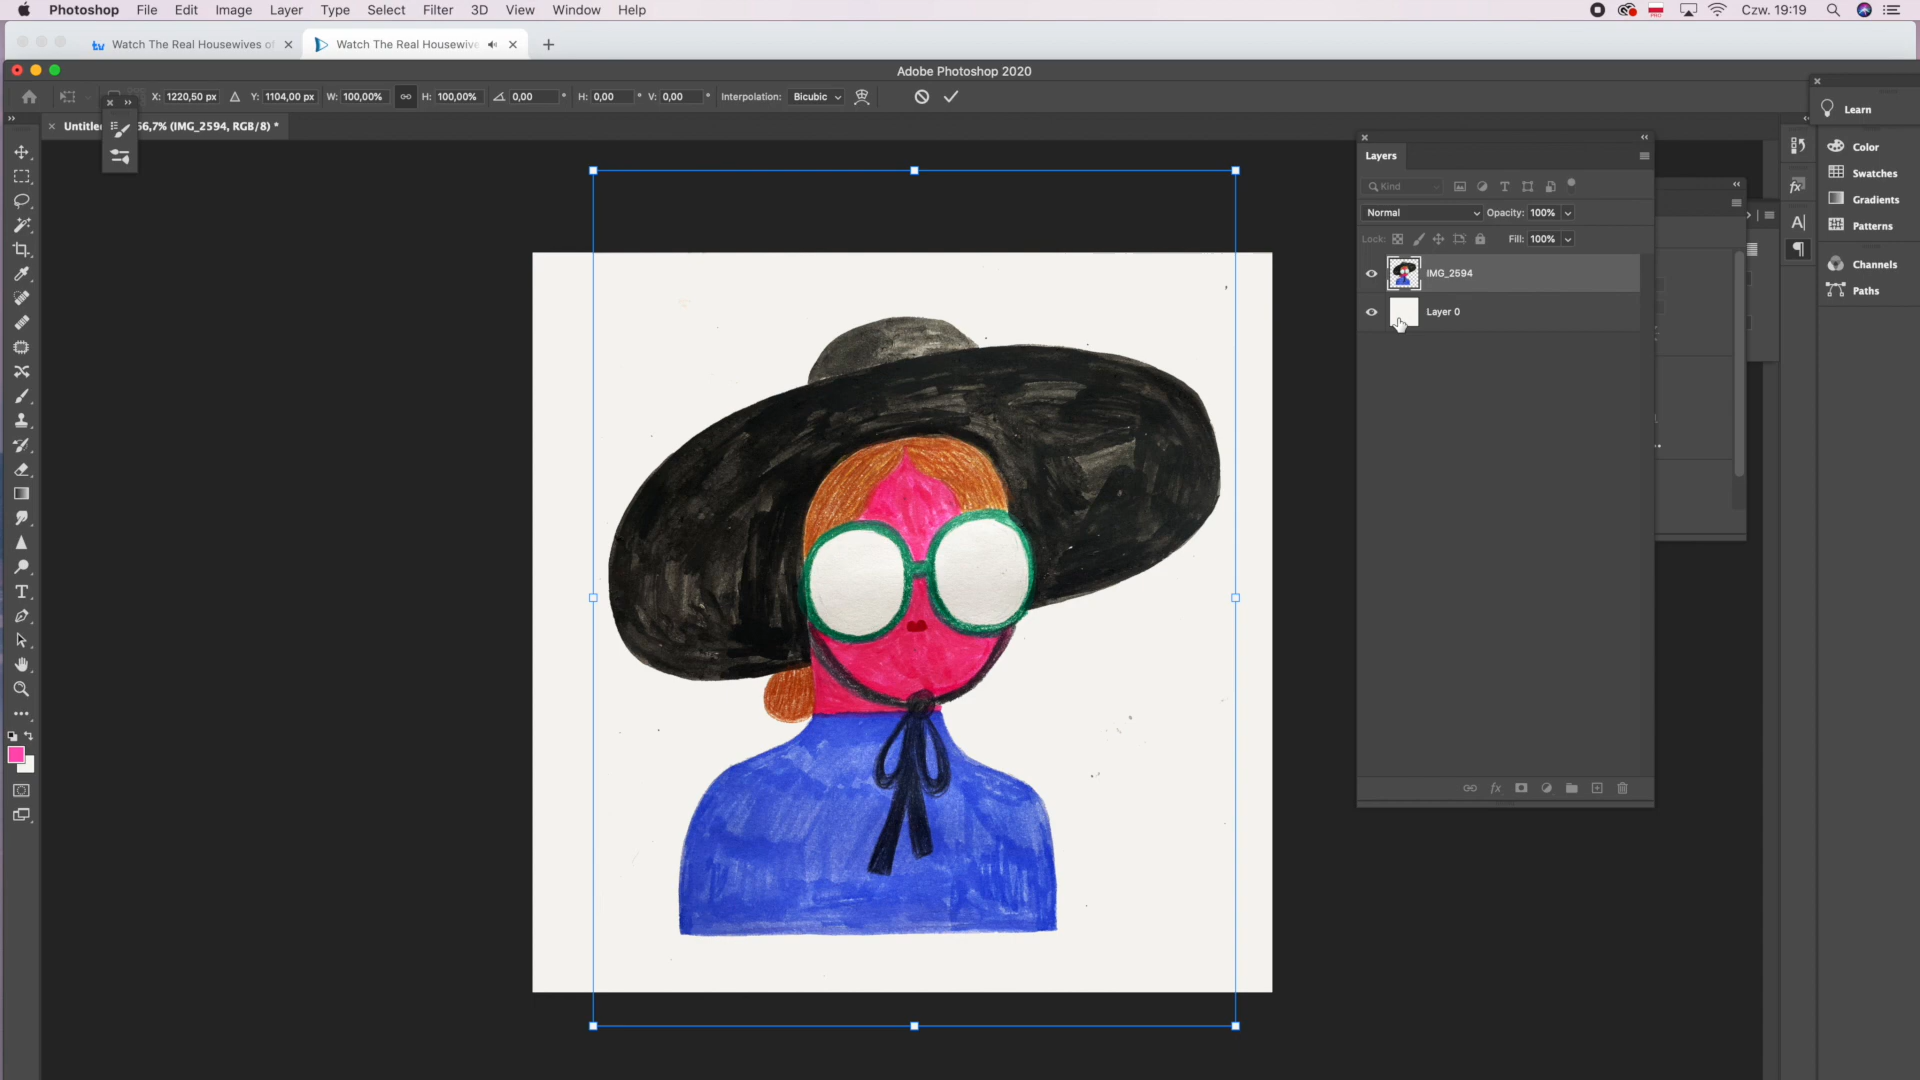 Photoshop File Edit Image Layer Type Select Filter 3D View Window Help Czw. 19:19
Watch The Real Housewives of Watch The Real Housewive
Adobe Photoshop 2020
X: 1220,50 px Y: 1104,00 px W: 100,00% H: 100,00% 0,00 ° H: 0,00 ° V: 0,00 ° Interpolation: Bicubic
Untitled 66,7% (IMG_2594, RGB/8) *
Learn
Color
Swatches
Gradients
Patterns
Channels
Paths
Layers
Kind
Normal Opacity: 100%
Lock: Fill: 100%
IMG_2594
Layer 0